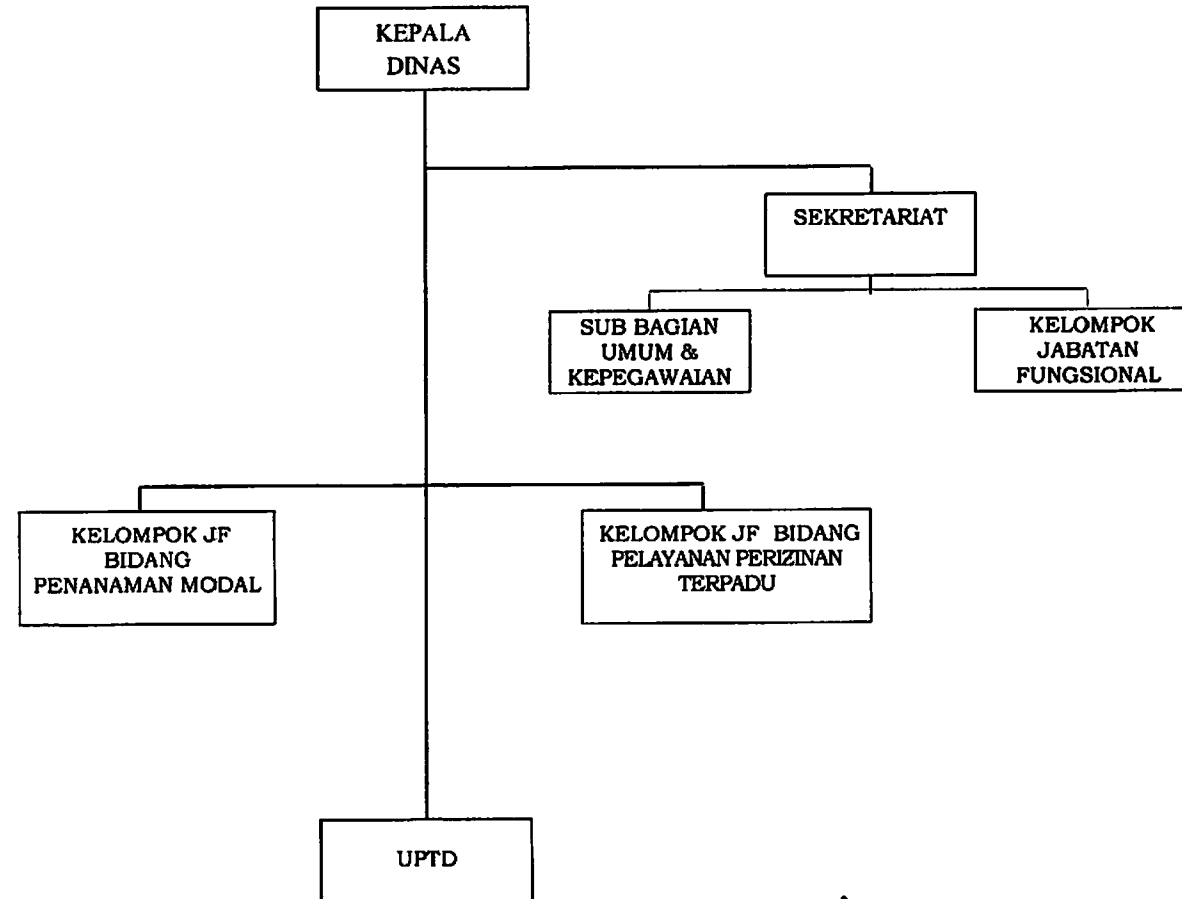 KEPALA
DINAS
SEKRETARIAT
SUB BAGIAN
UMUM &
KEPEGAWAIAN
KELOMPOK
JABATAN
FUNGSIONAL
KELOMPOK JF
BIDANG
PENANAMAN MODAL
KELOMPOK JF BIDANG
PELAYANAN PERIZINAN
TERPADU
UPTD